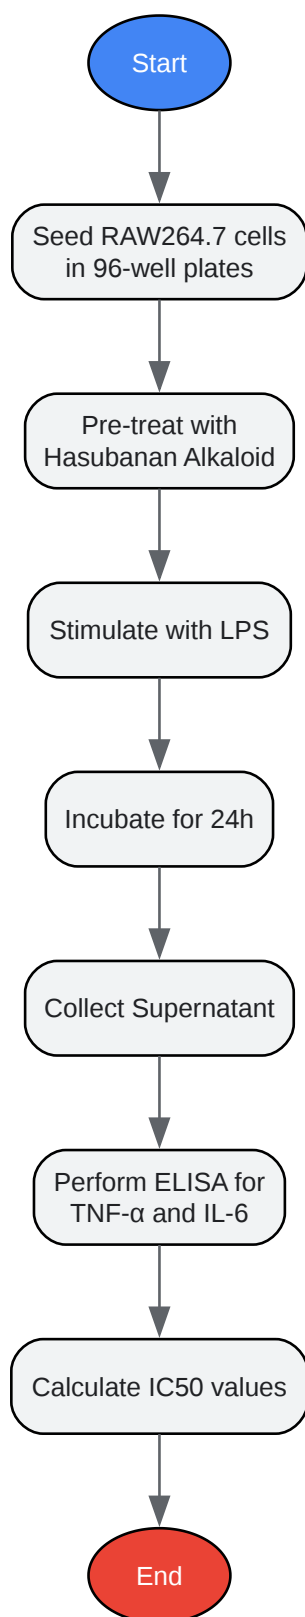 Start
Seed RAW264.7 cells
in 96-well plates
Pre-treat with
Hasubanan Alkaloid
Stimulate with LPS
Incubate for 24h
Collect Supernatant
Perform ELISA for
TNF-α and IL-6
Calculate IC50 values
End